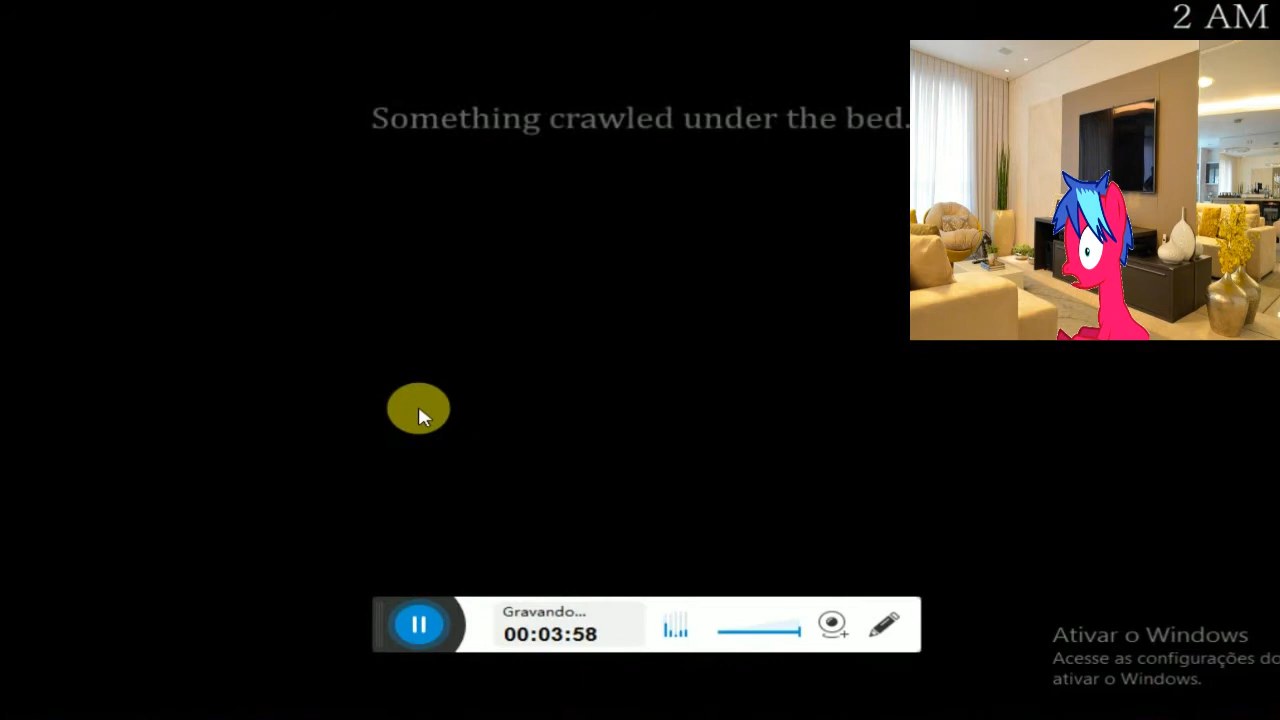 2 AM
Something crawled under the bed.
Gravando...
00:03:58
Ativar o Windows
Acesse as configurações do
ativar o Windows.